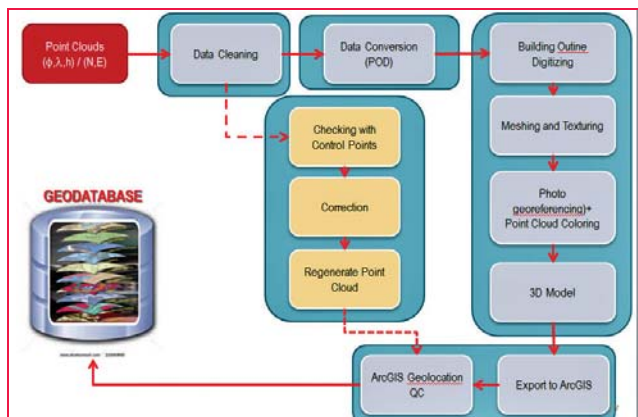 Point Clouds
(ϕ,λ,h) / (N,E)
Data Cleaning
Data Conversion
(POD)
Building Outine
Digitizing
Checking with
Control Points
Meshing and Texturing
Correction
Photo
georeferencing)+
Point Cloud Coloring
Regenerate Point
Cloud
3D Model
GEODATABASE
ArcGIS Geolocation
QC
Export to ArcGIS